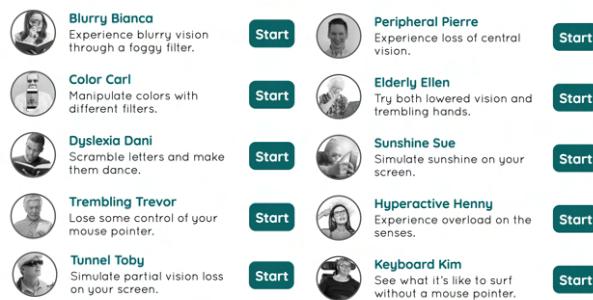 Blurry Bianca
Experience blurry vision
through a foggy filter.
Start
Color Carl
Manipulate colors with
different filters.
Start
Dyslexia Dani
Scramble letters and make
them dance.
Start
Trembling Trevor
Lose some control of your
mouse pointer.
Start
Tunnel Toby
Simulate partial vision loss
on your screen.
Start
Peripheral Pierre
Experience loss of central
vision.
Start
Elderly Ellen
Try both lowered vision and
trembling hands.
Start
Sunshine Sue
Simulate sunshine on your
screen.
Start
Hyperactive Henny
Experience overload on the
senses.
Start
Keyboard Kim
See what it's like to surf
without a mouse pointer.
Start